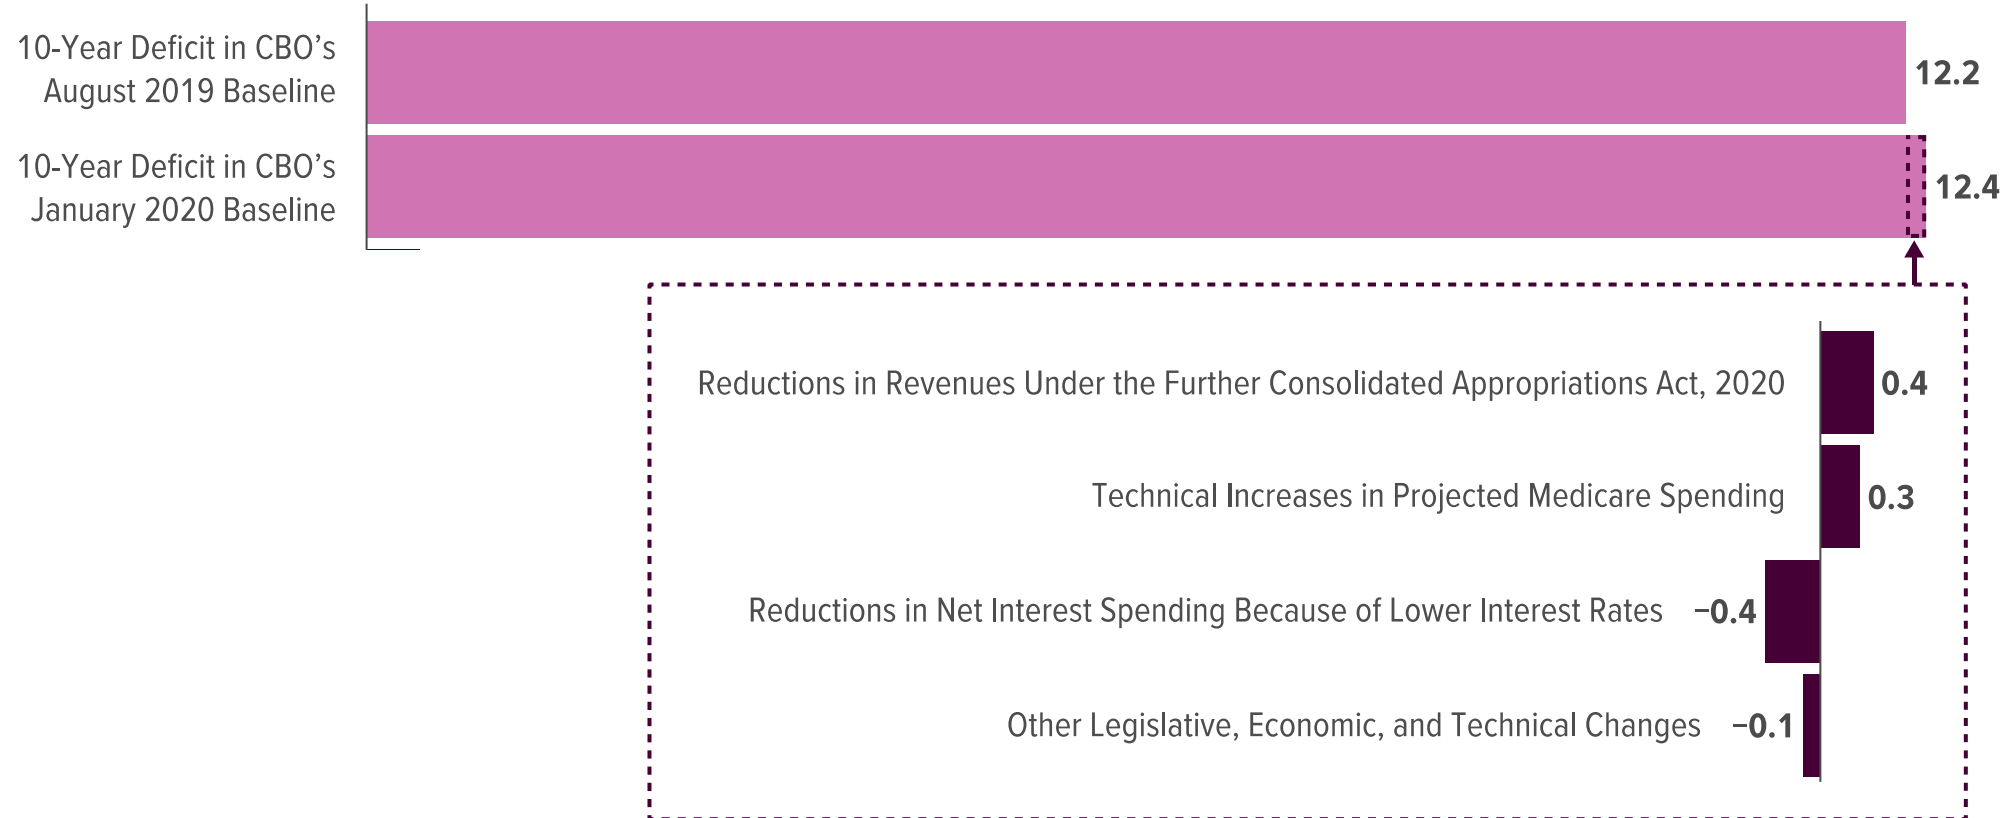 10-Year Deficit in CBO’s
August 2019 Baseline
12.2
10-Year Deficit in CBO’s
January 2020 Baseline
12.4
Reductions in Revenues Under the Further Consolidated Appropriations Act, 2020
0.4
Technical Increases in Projected Medicare Spending
0.3
Reductions in Net Interest Spending Because of Lower Interest Rates
−0.4
Other Legislative, Economic, and Technical Changes
−0.1